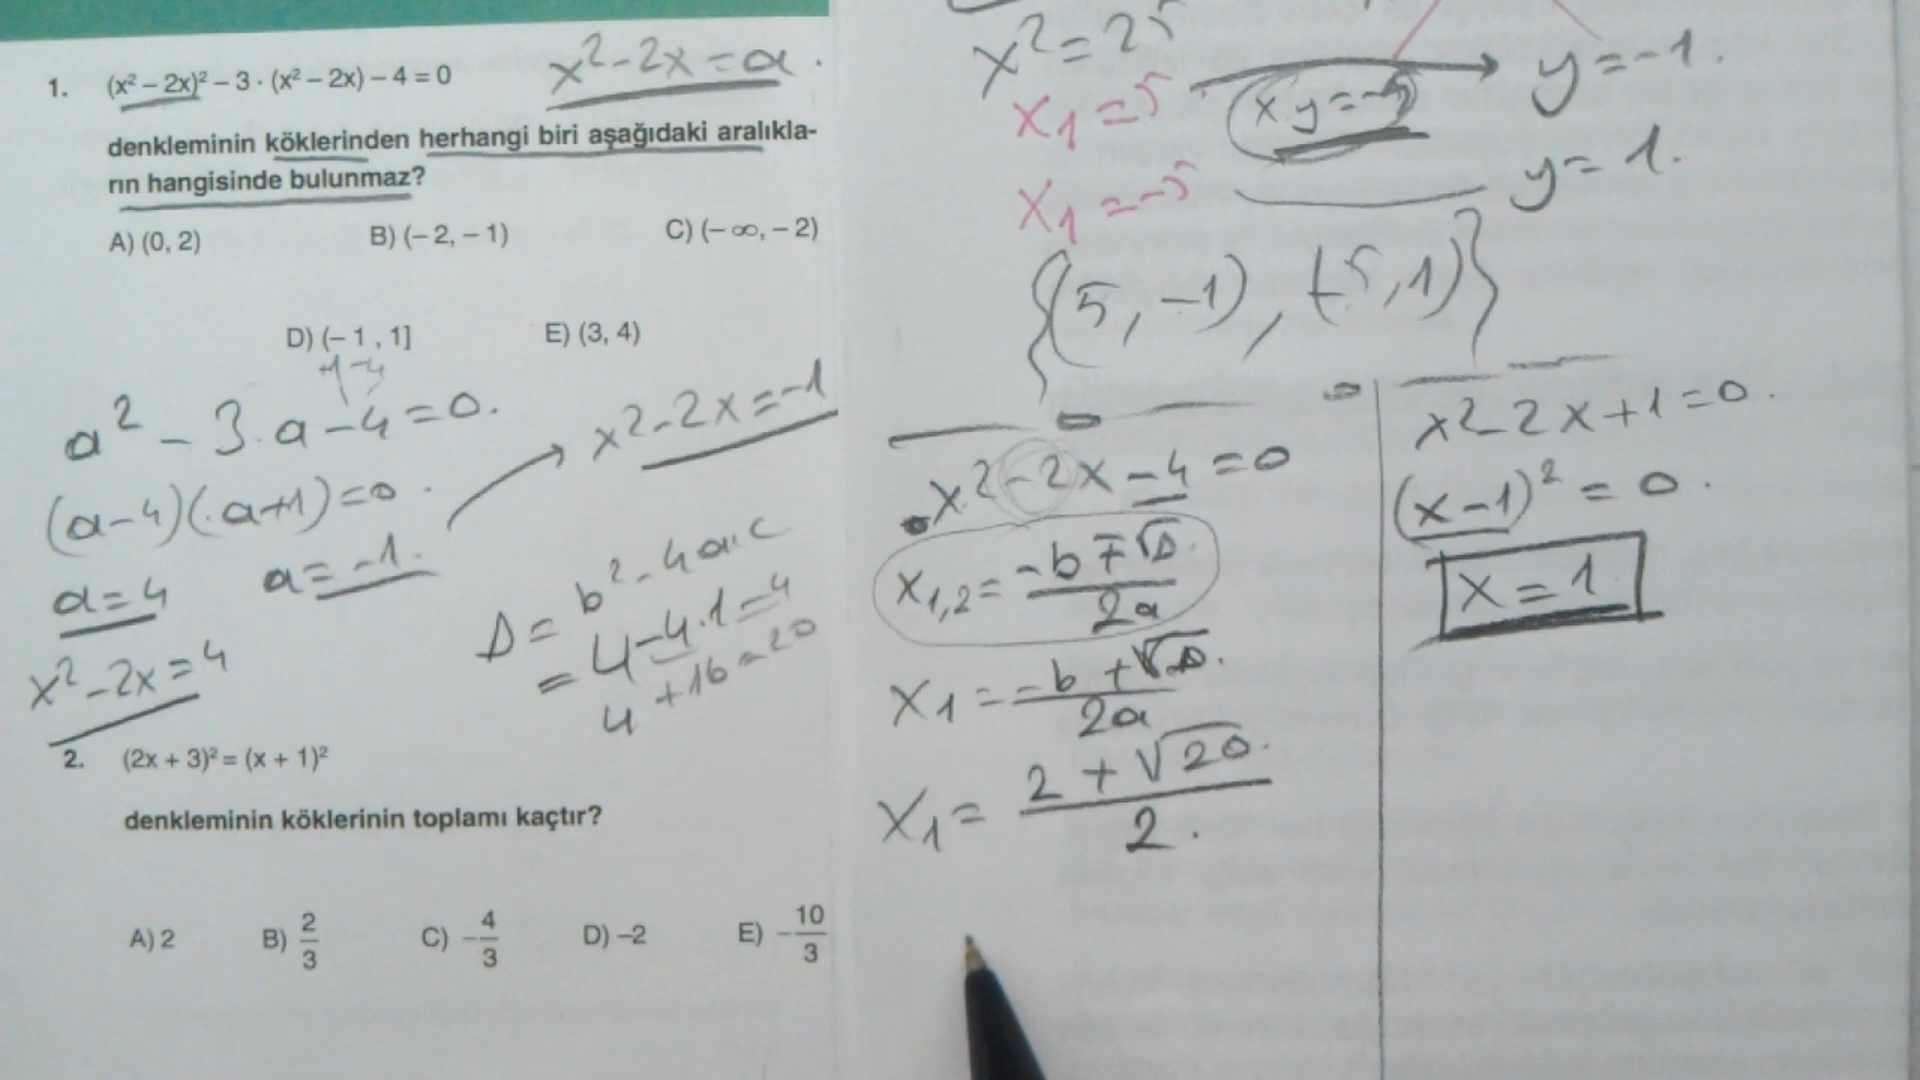 1. (x² – 2x)² – 3 · (x² – 2x) – 4 = 0
x² - 2x = a
denkleminin köklerinden herhangi biri aşağıdaki aralıkla-
rın hangisinde bulunmaz?
A) (0, 2) B) (– 2, – 1) C) (– ∞, – 2)
D) (– 1 , 1] E) (3, 4)
+1 -4
a² - 3.a - 4 = 0.
(a-4)(.a+1) = 0.
a = 4 a = -1.
x² - 2x = 4
x² - 2x = -1
Δ = b² - 4a.c
= 4 - 4.1 = 4
4 + 16 = 20
2. (2x + 3)² = (x + 1)²
denkleminin köklerinin toplamı kaçtır?
A) 2 B) 2/3 C) -4/3 D) –2 E) -10/3
x² = 25
x₁ = 5
x₁ = -5
x.y = -5
y = -1.
y = 1.
{(5, -1), (-5, 1)}
x² - 2x - 4 = 0
x₁,₂ = (-b ∓ √Δ) / 2a
x₁ = (-b + √Δ.) / 2a
x₁ = (2 + √20.) / 2.
x² - 2x + 1 = 0.
(x-1)² = 0.
x = 1